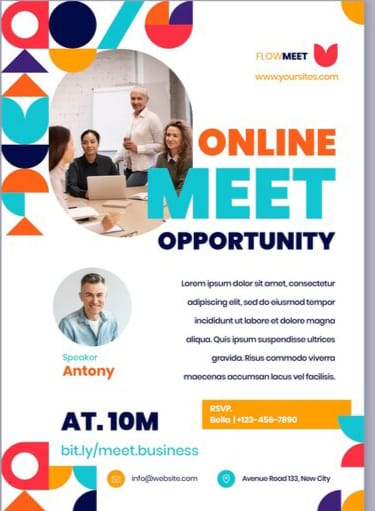 FLOWMEET
www.yoursites.com
ONLINE
MEET
OPPORTUNITY
Lorem ipsum dolor sit amet, consectetur
adipiscing elit, sed do eiusmod tempor
incididunt ut labore et dolore magna
aliqua. Quis ipsum suspendisse ultrices
gravida. Risus commodo viverra
maecenas accumsan lacus vel facilisis.
Speaker
Antony
RSVP.
Bella | +123-456-7890
AT. 10M
bit.ly/meet.business
info@website.com
Avenue Road 133, New City